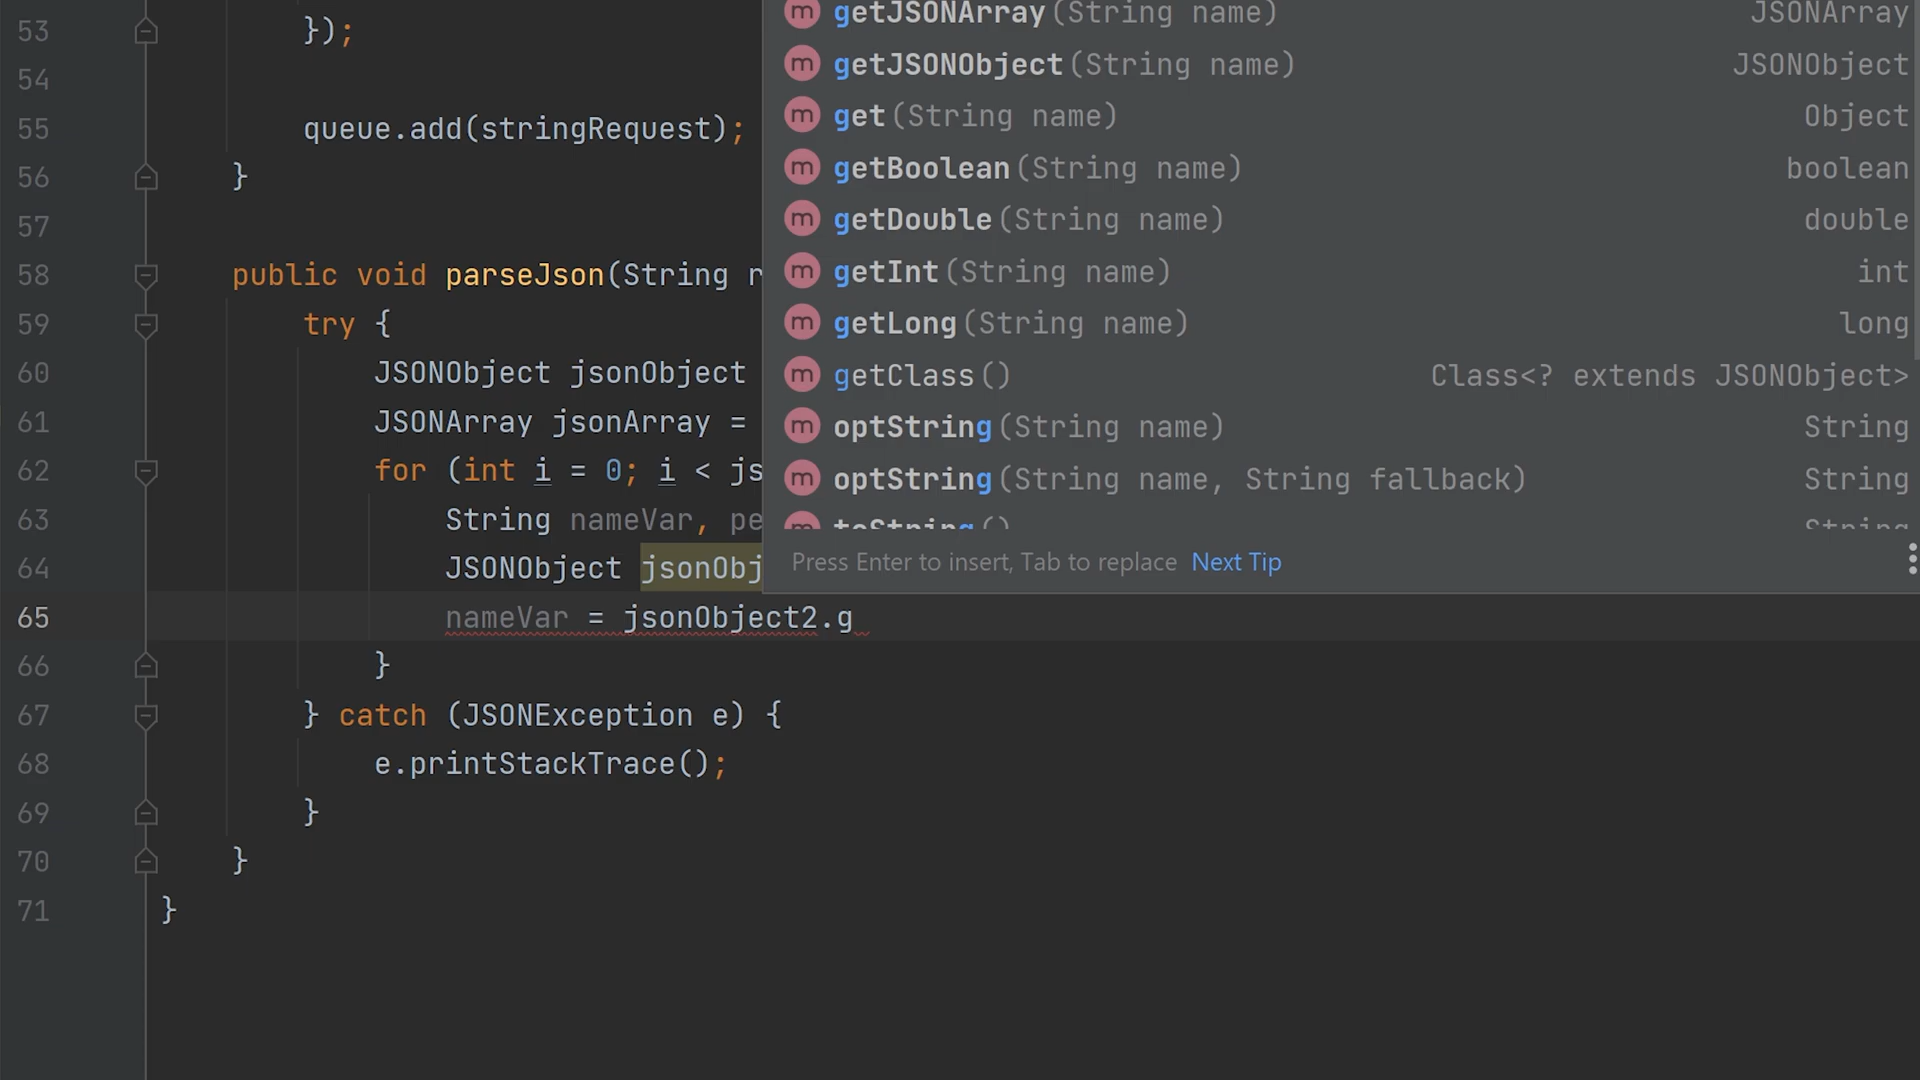 53 });
getJSONArray(String name) JSONArray
54
getJSONObject(String name) JSONObject
55 queue.add(stringRequest);
get(String name) Object
56 }
getBoolean(String name) boolean
57
getDouble(String name) double
58 public void parseJson(String r
getInt(String name) int
59 try {
getLong(String name) long
60 JSONObject jsonObject
getClass() Class<? extends JSONObject>
61 JSONArray jsonArray =
optString(String name) String
62 for (int i = 0; i < js
optString(String name, String fallback) String
63 String nameVar, pe
toString() String
64 JSONObject jsonObj
Press Enter to insert, Tab to replace Next Tip
65 nameVar = jsonObject2.g
66 }
67 } catch (JSONException e) {
68 e.printStackTrace();
69 }
70 }
71 }